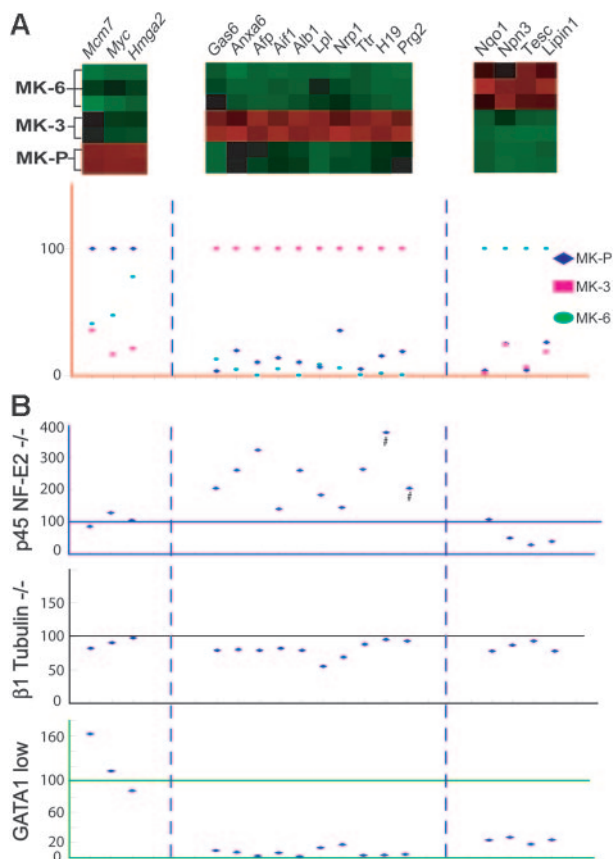 A
Mcm7 Myc Hmga2 Gas6 Anxa6 Afp Aif1 Alb1 Lpl Nrp1 Ttr H19 Prg2 Nqo1 Npn3 Tesc Lipin1
MK-6
MK-3
MK-P
100
0
MK-P
MK-3
MK-6
B
p45 NF-E2 -/-
400
300
200
100
0
#
#
β1 Tubulin -/-
150
100
50
0
GATA1 low
160
100
60
20
0